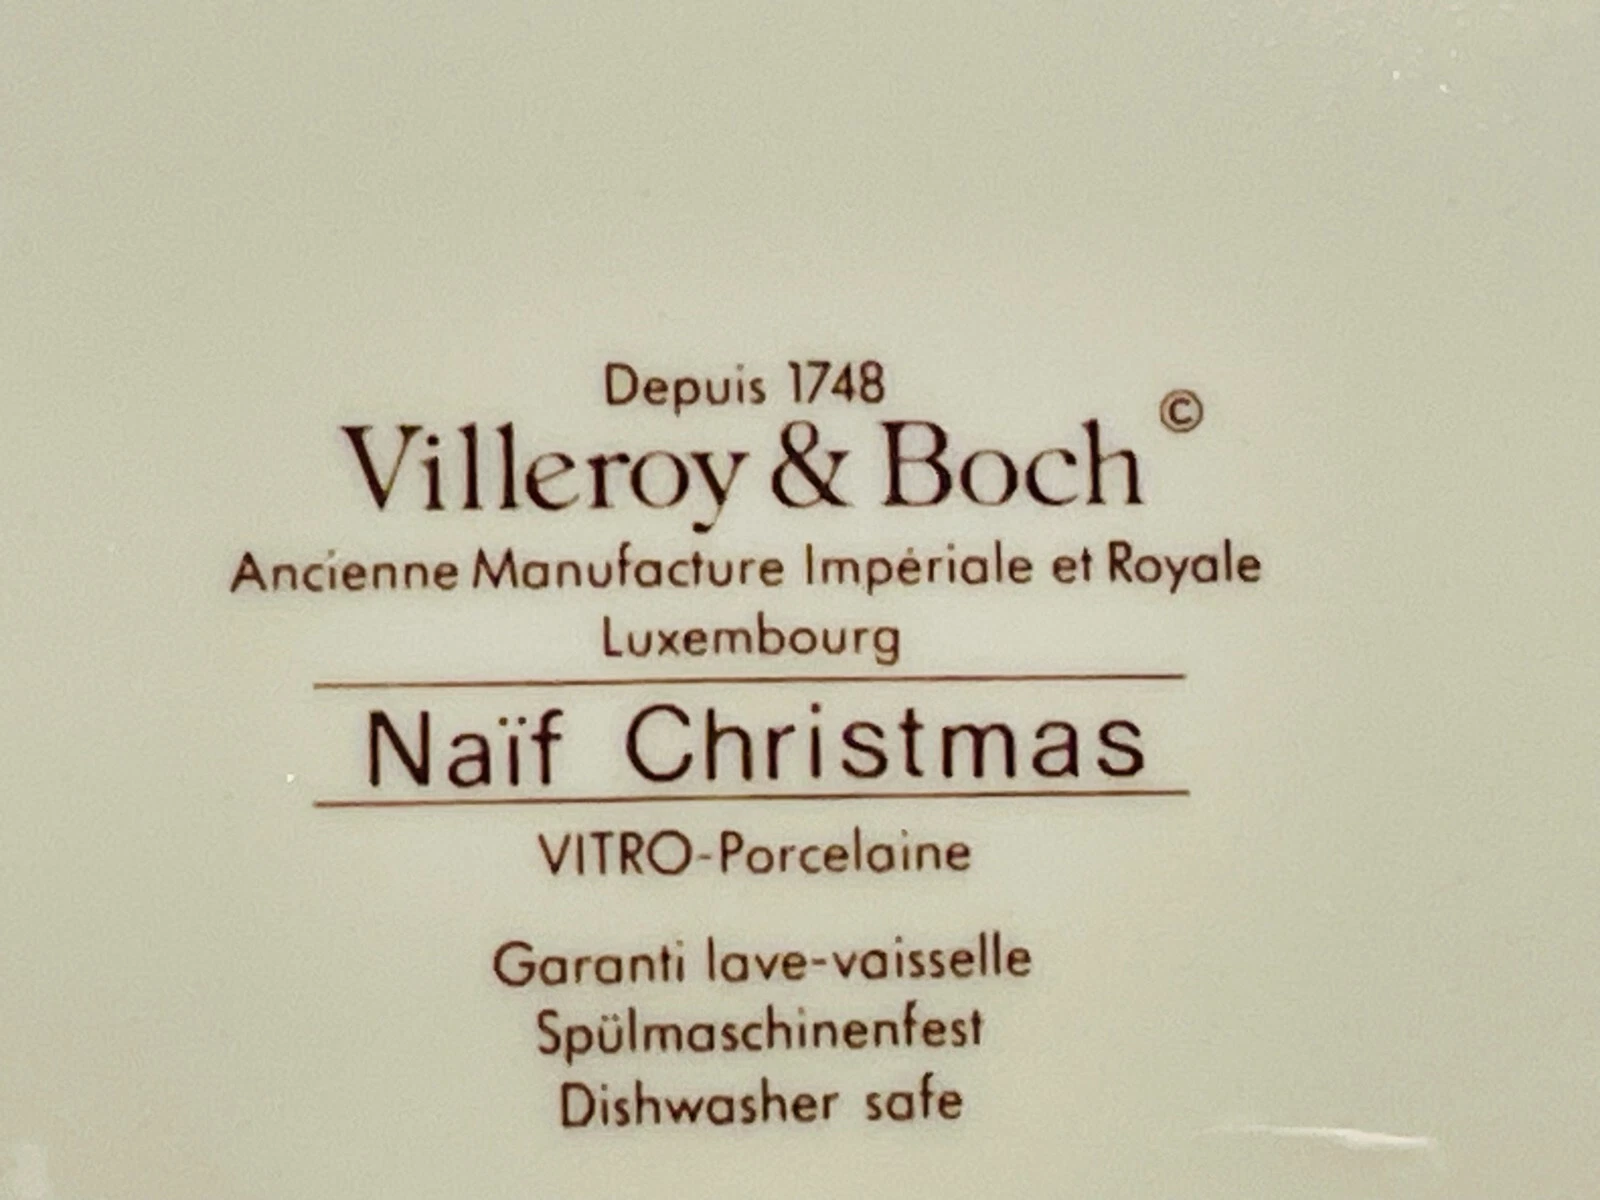 Depuis 1748
Villeroy & Boch ©
Ancienne Manufacture Impériale et Royale
Luxembourg
Naïf Christmas
VITRO-Porcelaine
Garanti lave-vaisselle
Spülmaschinenfest
Dishwasher safe